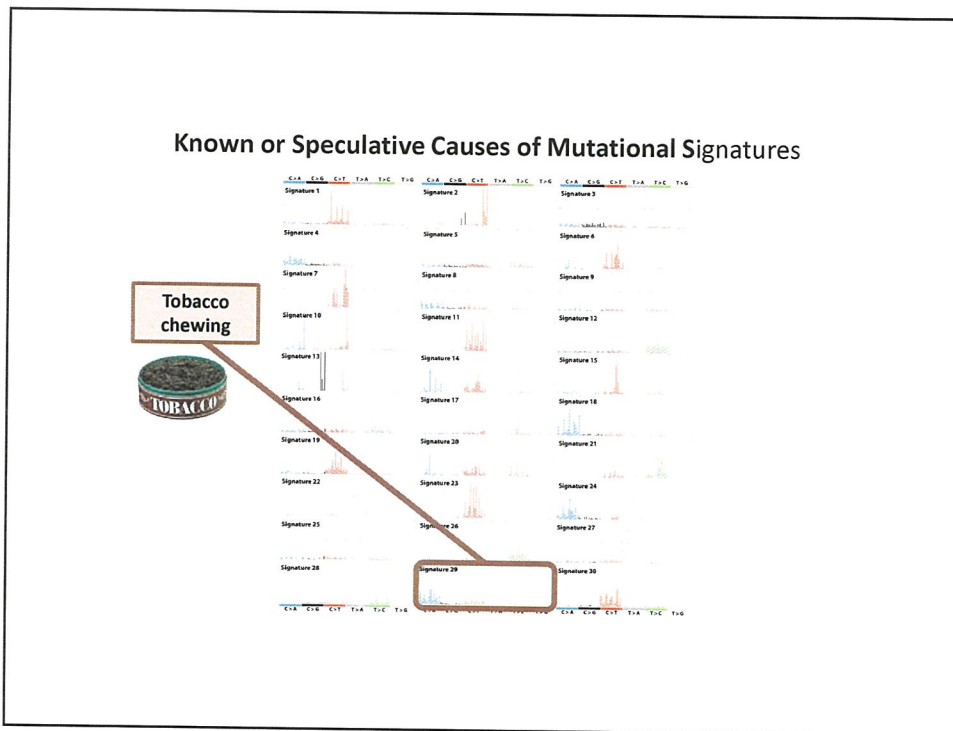 Known or Speculative Causes of Mutational Signatures
C>A C>G C>T T>A T>C T>G C>A C>G C>T T>A T>C T>G C>A C>G C>T T>A T>C T>G
Signature 1 Signature 2 Signature 3
Signature 4 Signature 5 Signature 6
Signature 7 Signature 8 Signature 9
Tobacco
chewing
Signature 10 Signature 11 Signature 12
Signature 13 Signature 14 Signature 15
TOBACCO
Signature 16 Signature 17 Signature 18
Signature 19 Signature 20 Signature 21
Signature 22 Signature 23 Signature 24
Signature 25 Signature 26 Signature 27
Signature 28 Signature 29 Signature 30
C>A C>G C>T T>A T>C T>G C>A C>G C>T T>A T>C T>G C>A C>G C>T T>A T>C T>G